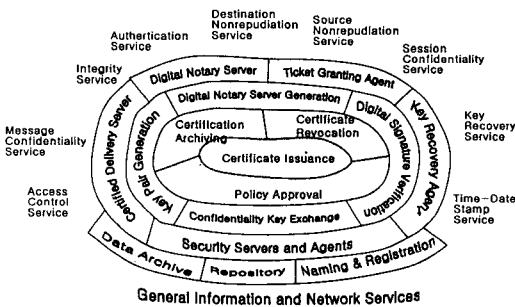 Destination
Nonrepudiation
Service
Source
Nonrepudiation
Service
Authentication
Service
Session
Confidentiality
Service
Integrity
Service
Digital Notary Server
Ticket Granting Agent
Digital Notary Server Generation
Key
Recovery
Service
Message
Confidentiality
Service
Certified Delivery Server
Key Pair Generation
Certification
Archiving
Certificate
Revocation
Digital Signature Verification
Key Recovery Agent
Certificate Issuance
Policy Approval
Access
Control
Service
Time-Date
Stamp
Service
Confidentiality Key Exchange
Security Servers and Agents
Data Archive
Repository
Naming & Registration
General Information and Network Services